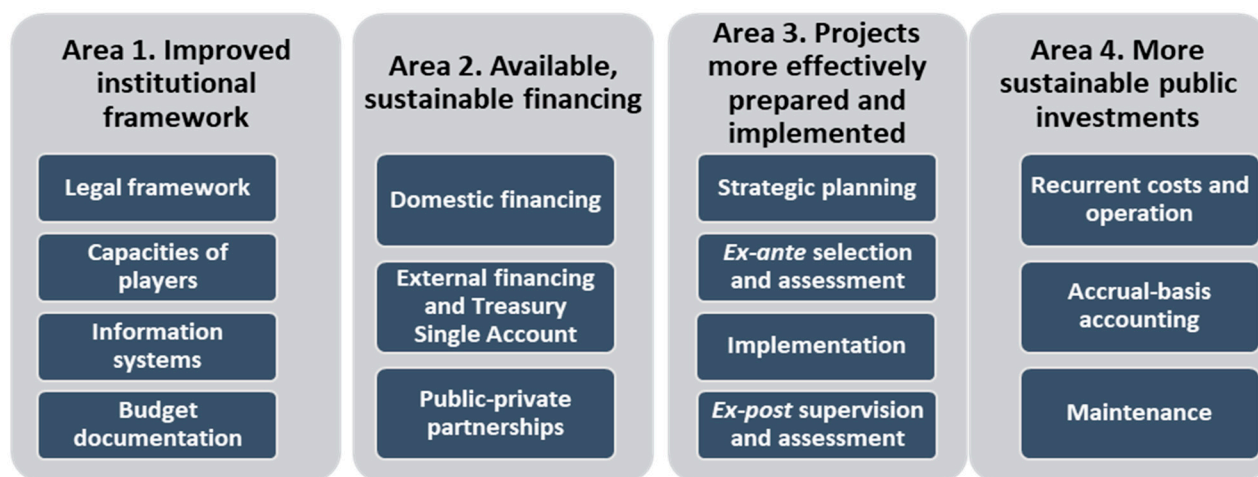 Area 1. Improved
institutional
framework
Legal framework
Capacities of
players
Information
systems
Budget
documentation
Area 2. Available,
sustainable financing
Domestic financing
External financing
and Treasury
Single Account
Public-private
partnerships
Area 3. Projects
more effectively
prepared and
implemented
Strategic planning
Ex-ante selection
and assessment
Implementation
Ex-post supervision
and assessment
Area 4. More
sustainable public
investments
Recurrent costs and
operation
Accrual-basis
accounting
Maintenance